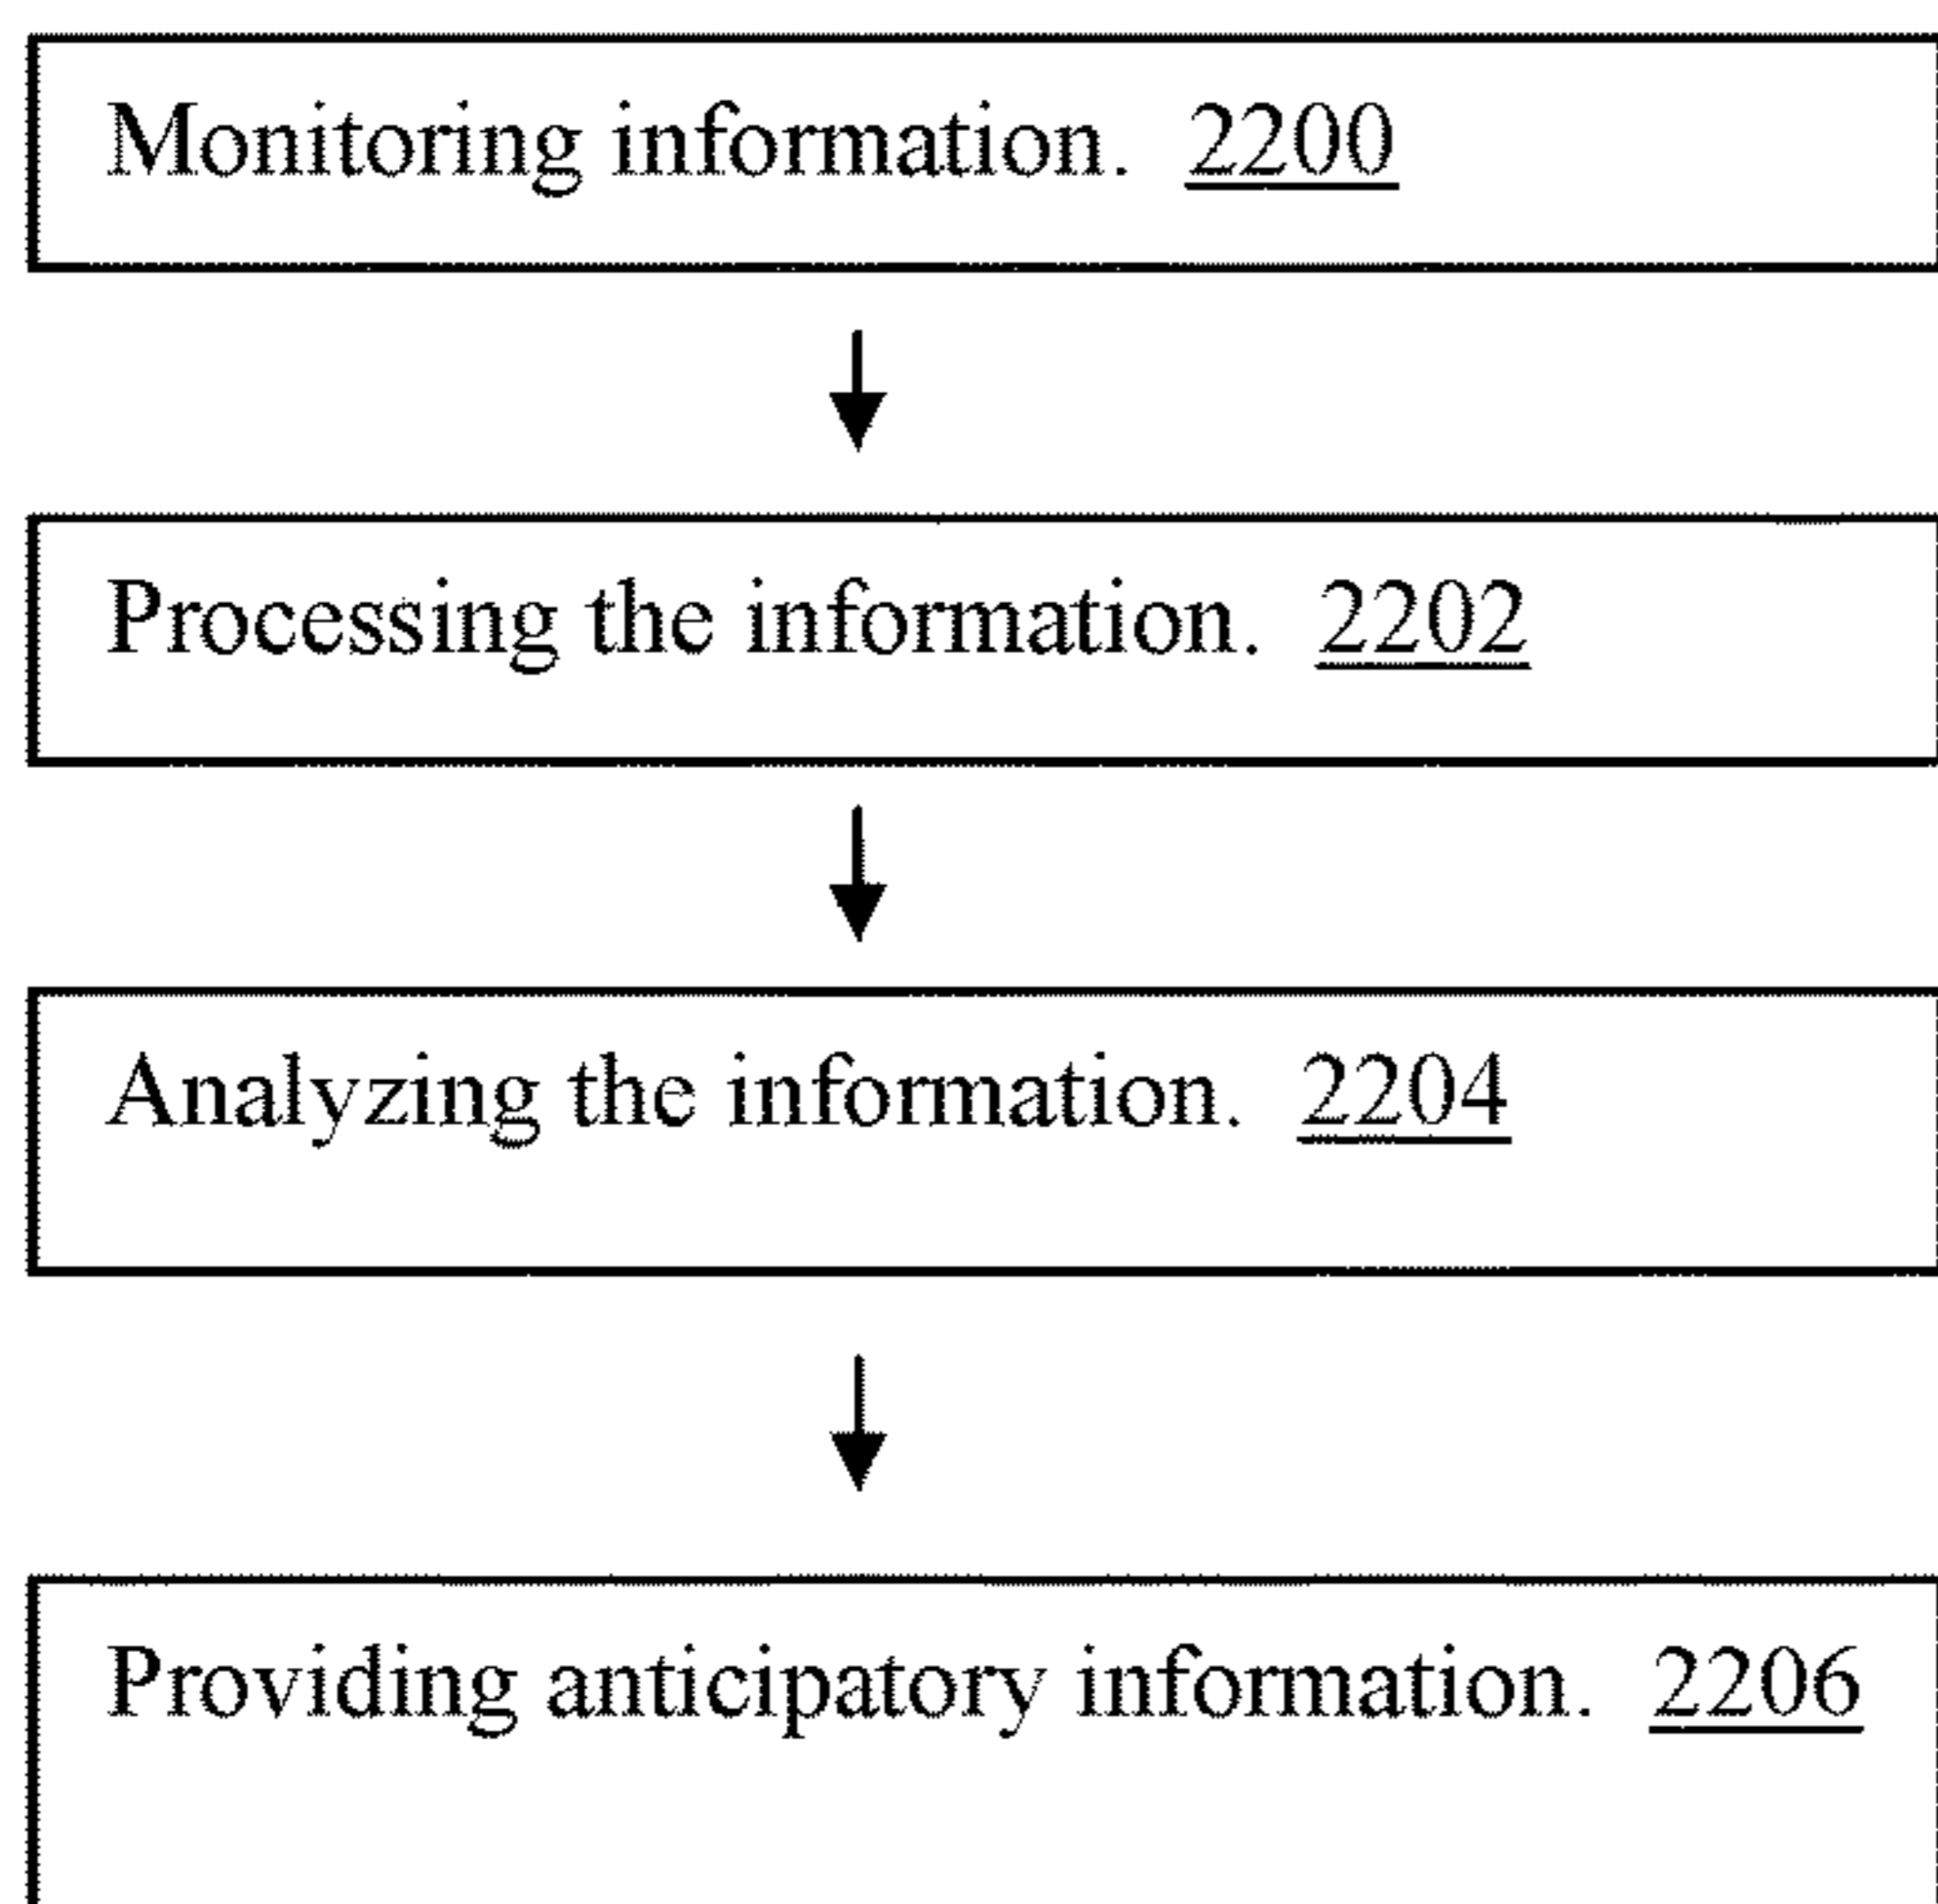 Monitoring information. 2200
Processing the information. 2202
Analyzing the information. 2204
Providing anticipatory information. 2206